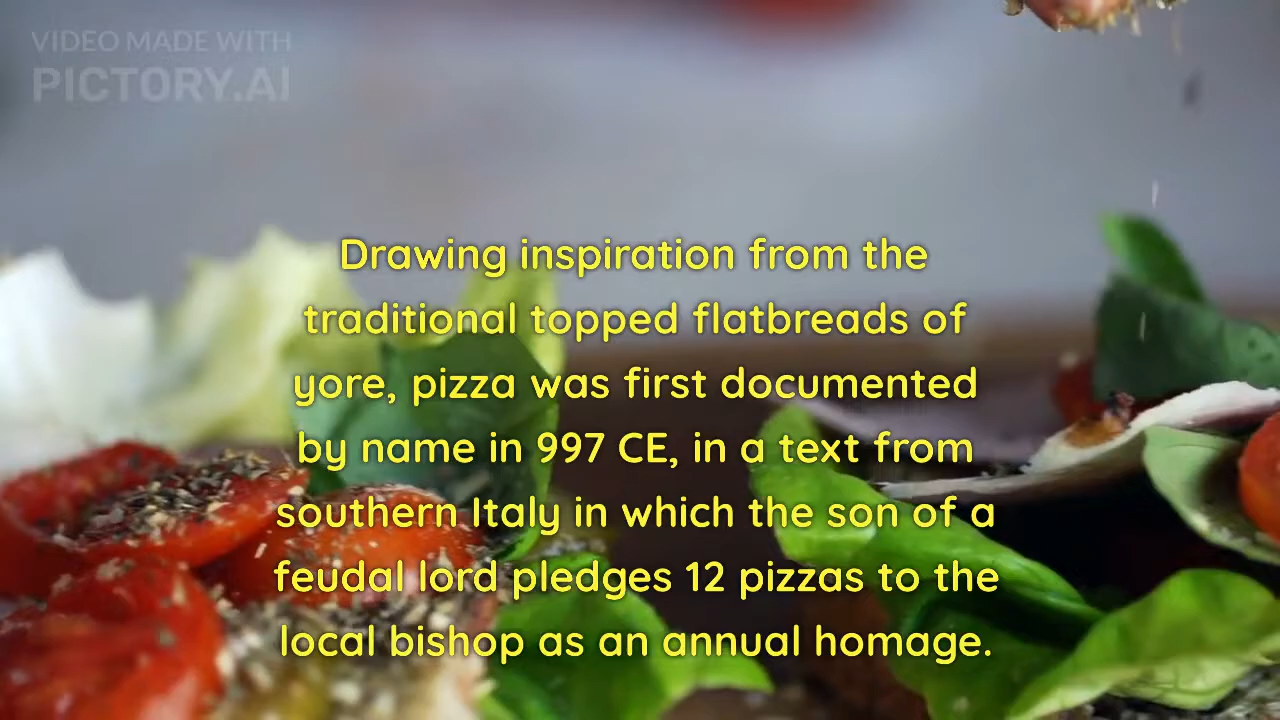 VIDEO MADE WITH
PICTORY.AI
Drawing inspiration from the
traditional topped flatbreads of
yore, pizza was first documented
by name in 997 CE, in a text from
southern Italy in which the son of a
feudal lord pledges 12 pizzas to the
local bishop as an annual homage.